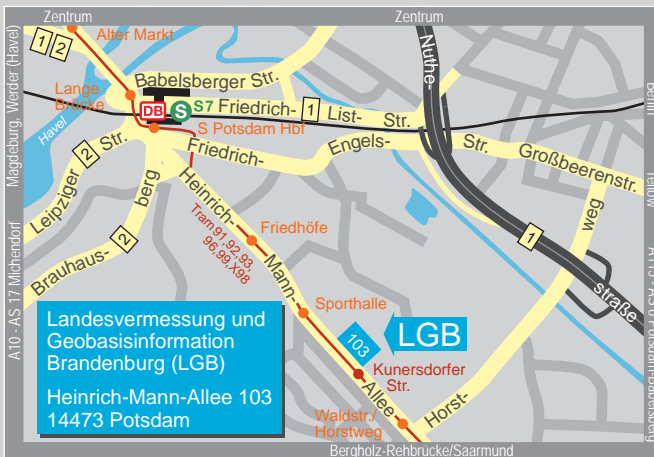 Zentrum
Zentrum
1
2
Alter Markt
Nuthe-
Magdeburg, Werder (Havel)
Lange
Brücke
Babelsberger Str.
DB
S
S7
Friedrich-
1
List-
Str.
Berlin
Havel
S Potsdam Hbf
Friedrich-
Engels-
Str.
Großbeerenstr.
Teltow
Leipziger
2
Str.
Brauhaus-
2
berg
Heinrich-
Mann-
Allee
Tram 91,92,93,
96,99,X98
Friedhöfe
weg
1
straße
A10 - AS 17 Michendorf
Sporthalle
Landesvermessung und
Geobasisinformation
Brandenburg (LGB)
Heinrich-Mann-Allee 103
14473 Potsdam
103
LGB
Kunersdorfer
Str.
Waldstr./
Horstweg
Horst-
Bergholz-Rehbrücke/Saarmund